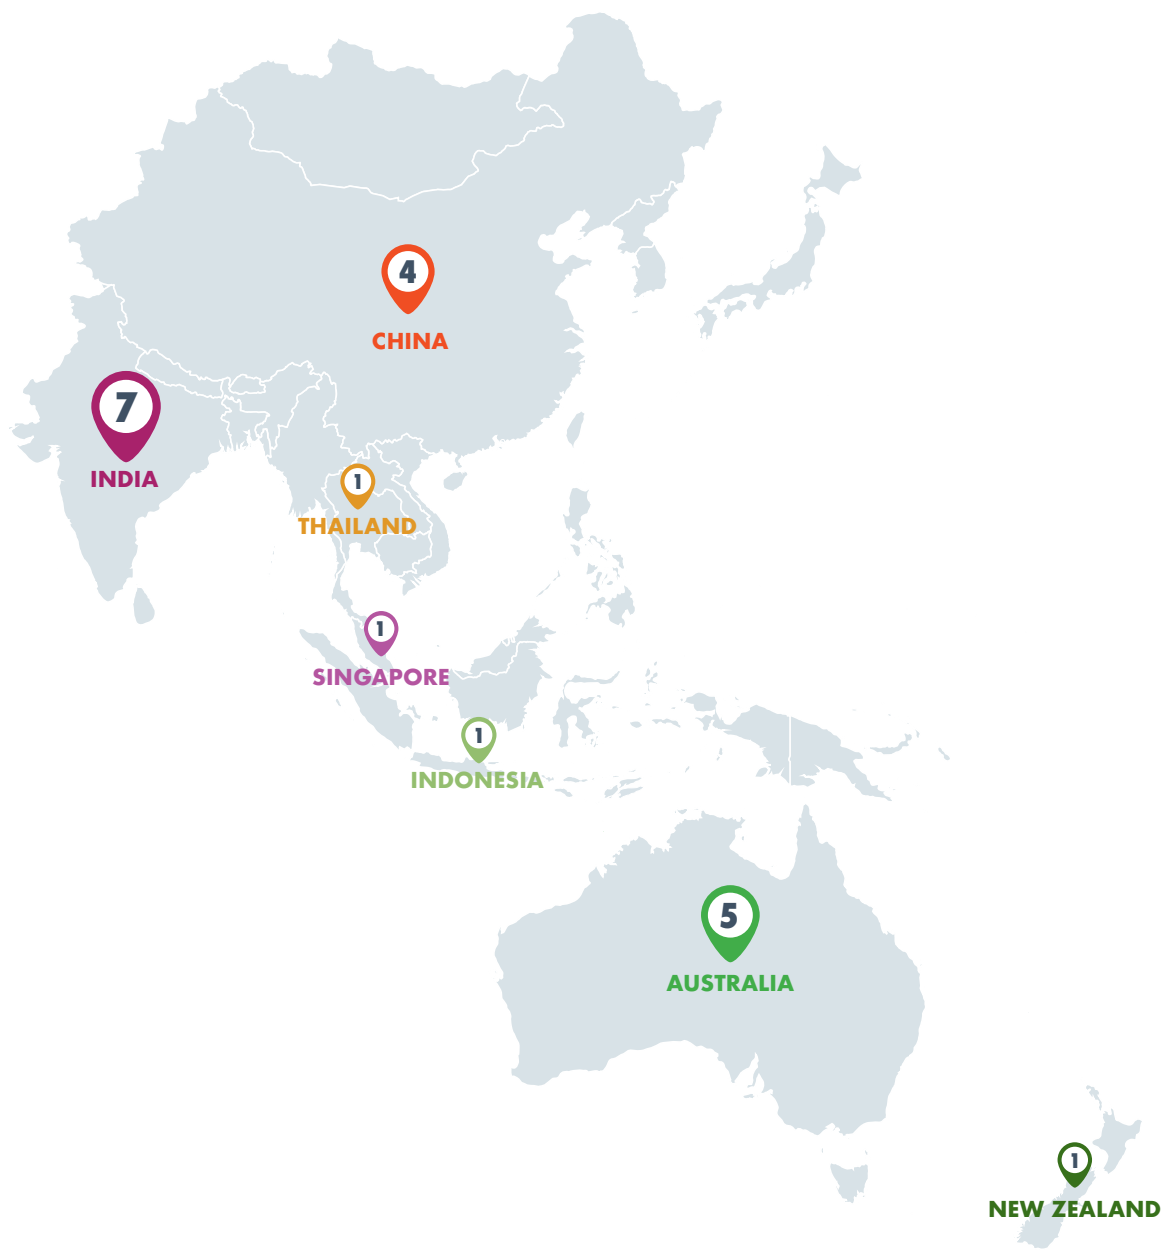 4
CHINA
7
INDIA
1
THAILAND
1
SINGAPORE
1
INDONESIA
5
AUSTRALIA
1
NEW ZEALAND